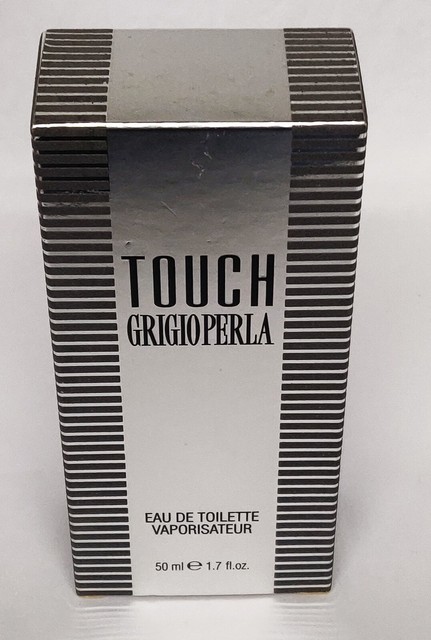 TOUCH
GRIGIOPERLA
EAU DE TOILETTE
VAPORISATEUR
50 ml ℮ 1.7 fl.oz.